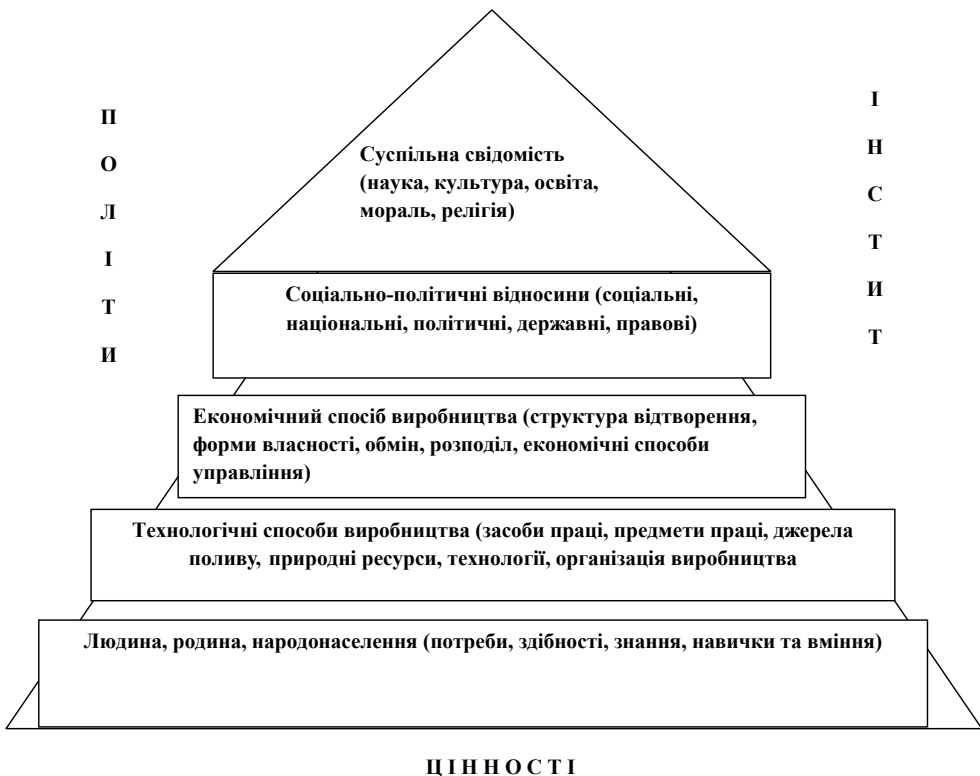 П
О
Л
І
Т
И
І
Н
С
Т
И
Т
Суспільна свідомість
(наука, культура, освіта,
мораль, релігія)
Соціально-політичні відносини (соціальні,
національні, політичні, державні, правові)
Економічний спосіб виробництва (структура відтворення,
форми власності, обмін, розподіл, економічні способи
управління)
Технологічні способи виробництва (засоби праці, предмети праці, джерела
поливу, природні ресурси, технології, організація виробництва
Людина, родина, народонаселення (потреби, здібності, знання, навички та вміння)
Ц І Н Н О С Т І